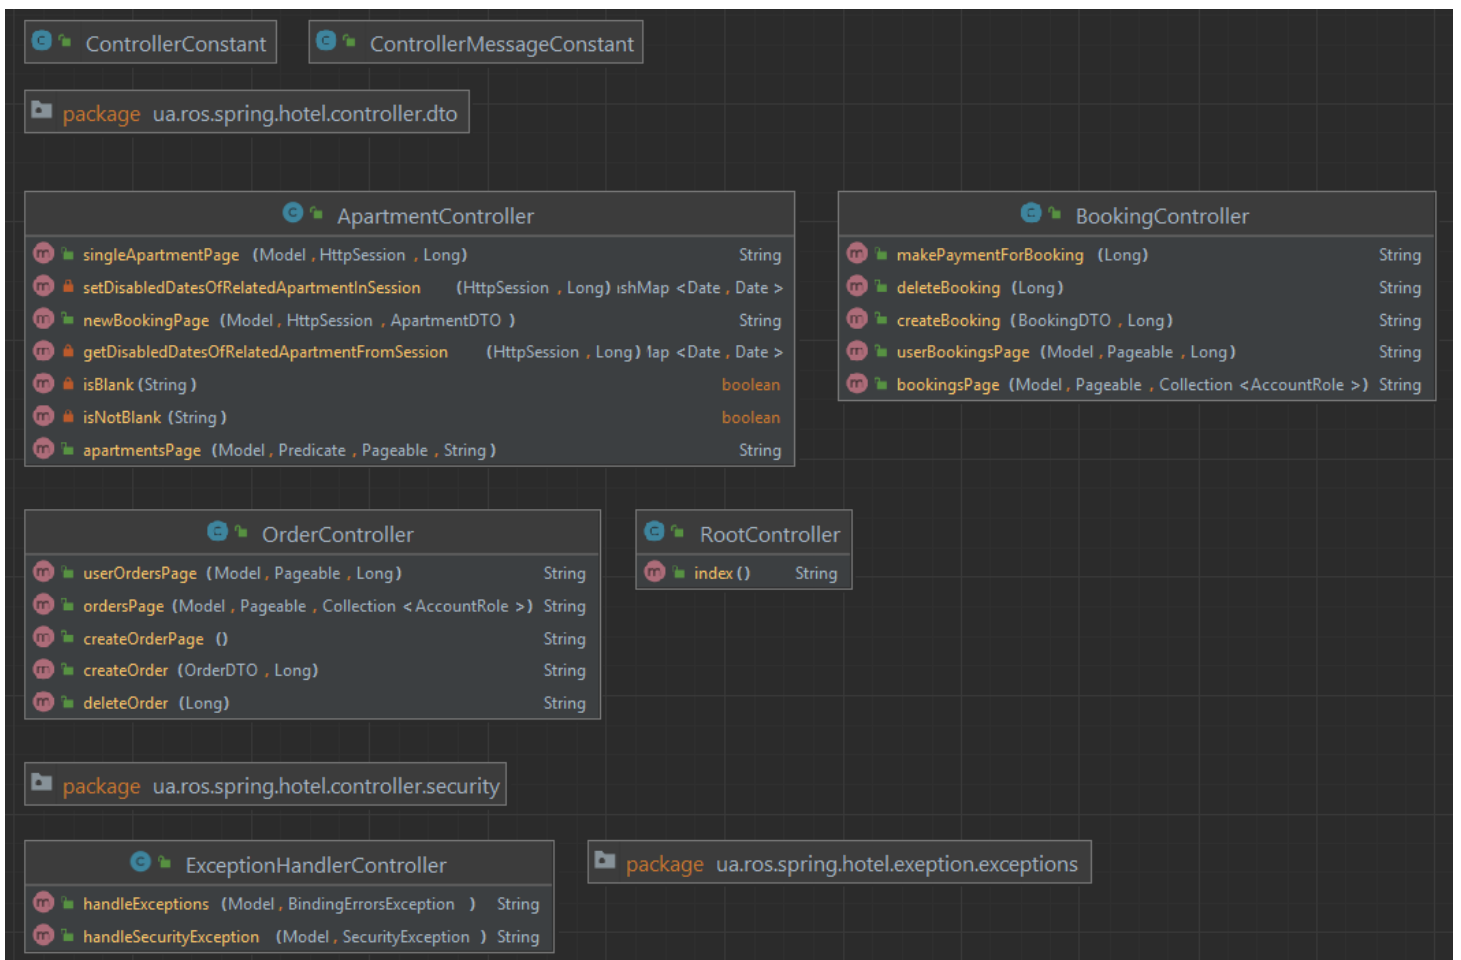 ControllerConstant
ControllerMessageConstant
package ua.ros.spring.hotel.controller.dto
ApartmentController
singleApartmentPage (Model, HttpSession, Long) String
setDisabledDatesOfRelatedApartmentInSession (HttpSession, Long) shMap <Date, Date>
newBookingPage (Model, HttpSession, ApartmentDTO) String
getDisabledDatesOfRelatedApartmentFromSession (HttpSession, Long) Map <Date, Date>
isBlank (String) boolean
isNotBlank (String) boolean
apartmentsPage (Model, Predicate, Pageable, String) String
BookingController
makePaymentForBooking (Long) String
deleteBooking (Long) String
createBooking (BookingDTO, Long) String
userBookingsPage (Model, Pageable, Long) String
bookingsPage (Model, Pageable, Collection <AccountRole>) String
OrderController
userOrdersPage (Model, Pageable, Long) String
ordersPage (Model, Pageable, Collection <AccountRole>) String
createOrderPage () String
createOrder (OrderDTO, Long) String
deleteOrder (Long) String
RootController
index () String
package ua.ros.spring.hotel.controller.security
ExceptionHandlerController
handleExceptions (Model, BindingErrorsException) String
handleSecurityException (Model, SecurityException) String
package ua.ros.spring.hotel.exeption.exceptions